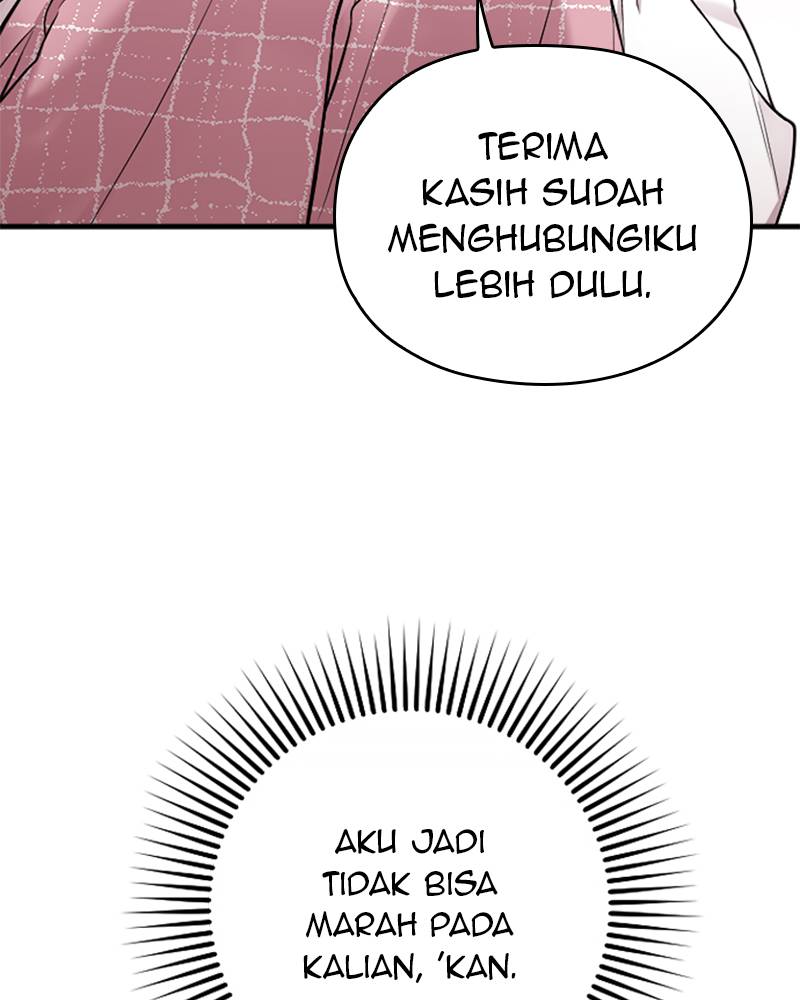 TERIMA
KASIH SUDAH
MENGHUBUNGIKU
LEBIH DULU.
AKU JADI
TIDAK BISA
MARAH PADA
KALIAN, 'KAN.